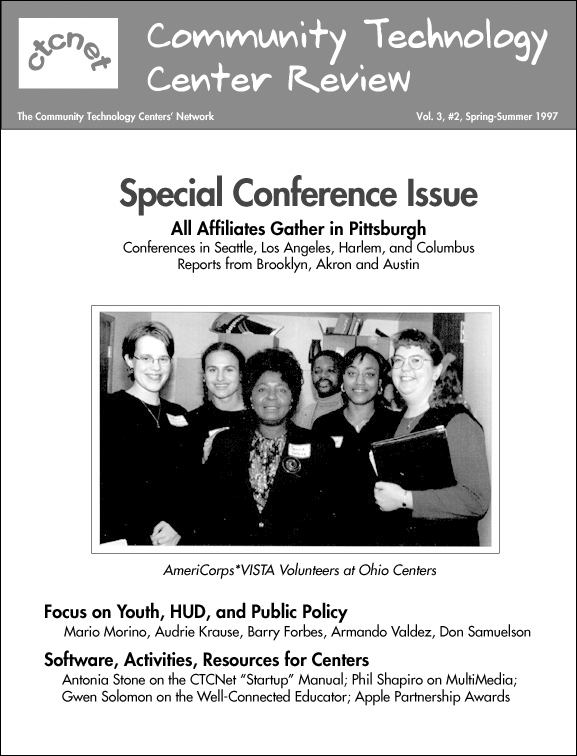 ctcnet
Community Technology
Center Review
The Community Technology Centers' Network
Vol. 3, #2, Spring-Summer 1997
Special Conference Issue
All Affiliates Gather in Pittsburgh
Conferences in Seattle, Los Angeles, Harlem, and Columbus
Reports from Brooklyn, Akron and Austin
AmeriCorps*VISTA Volunteers at Ohio Centers
Focus on Youth, HUD, and Public Policy
Mario Morino, Audrie Krause, Barry Forbes, Armando Valdez, Don Samuelson
Software, Activities, Resources for Centers
Antonia Stone on the CTCNet “Startup” Manual; Phil Shapiro on MultiMedia;
Gwen Solomon on the Well-Connected Educator; Apple Partnership Awards